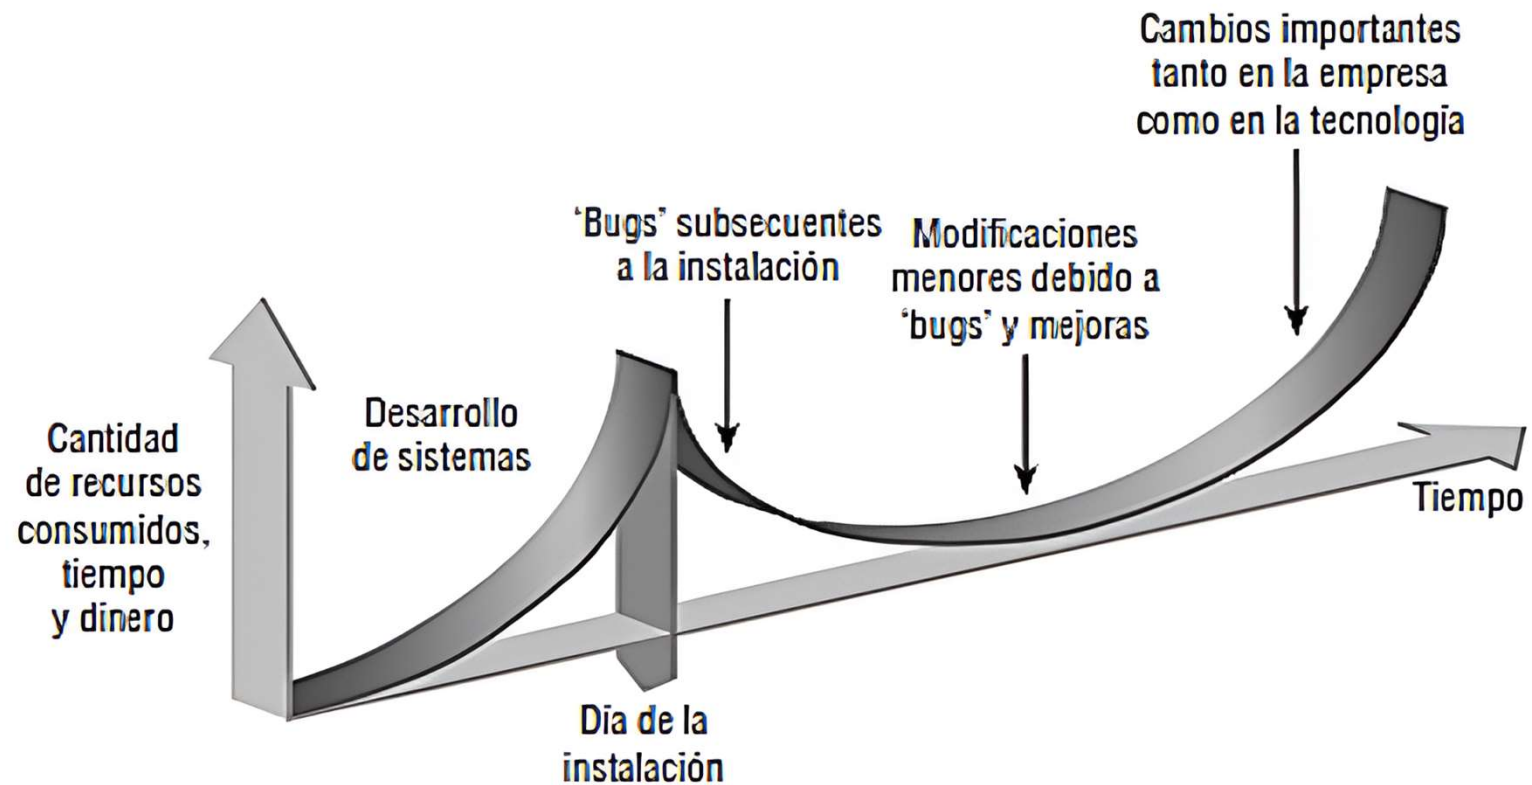 Cambios importantes
tanto en la empresa
como en la tecnología
'Bugs' subsecuentes
a la instalación
Modificaciones
menores debido a
'bugs' y mejoras
Desarrollo
de sistemas
Cantidad
de recursos
consumidos,
tiempo
y dinero
Tiempo
Día de la
instalación